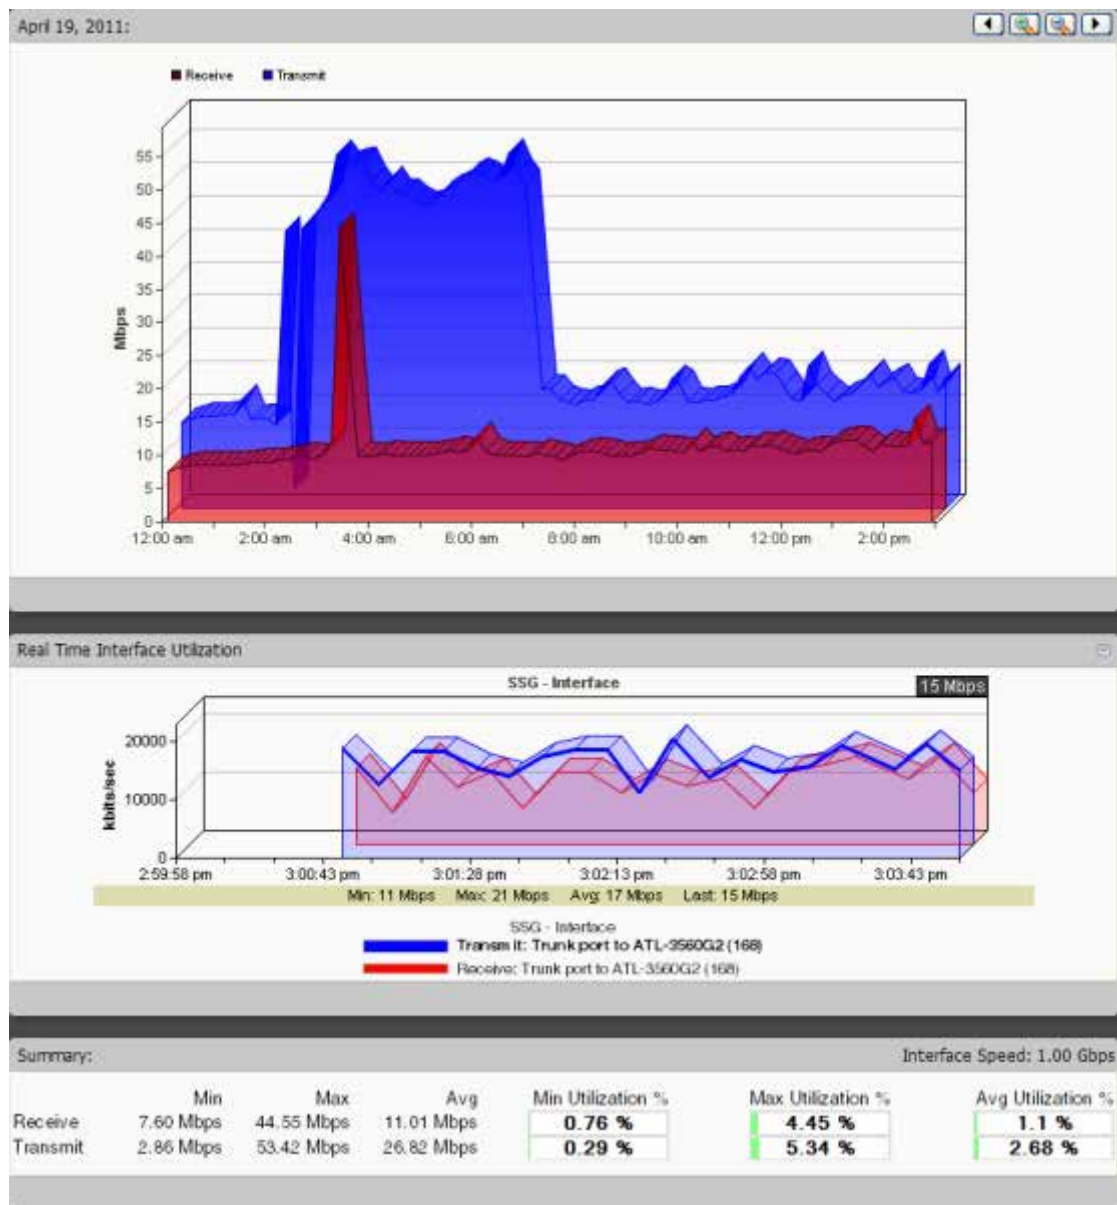 April 19, 2011:
Receive Transmit
55
50
45
40
35
30
25
20
15
10
5
0
Mbps
12:00 am 2:00 am 4:00 am 6:00 am 8:00 am 10:00 am 12:00 pm 2:00 pm
Real Time Interface Utilization
SSG - Interface
15 Mbps
20000
10000
0
kbits/sec
2:59:58 pm 3:00:43 pm 3:01:28 pm 3:02:13 pm 3:02:58 pm 3:03:43 pm
Min: 11 Mbps Max: 21 Mbps Avg: 17 Mbps Last: 15 Mbps
SSG - Interface
Transmit: Trunk port to ATL-3560G2 (168)
Receive: Trunk port to ATL-3560G2 (168)
Summary: Interface Speed: 1.00 Gbps
Min Max Avg Min Utilization % Max Utilization % Avg Utilization %
Receive 7.60 Mbps 44.55 Mbps 11.01 Mbps 0.76 % 4.45 % 1.1 %
Transmit 2.86 Mbps 53.42 Mbps 26.82 Mbps 0.29 % 5.34 % 2.68 %